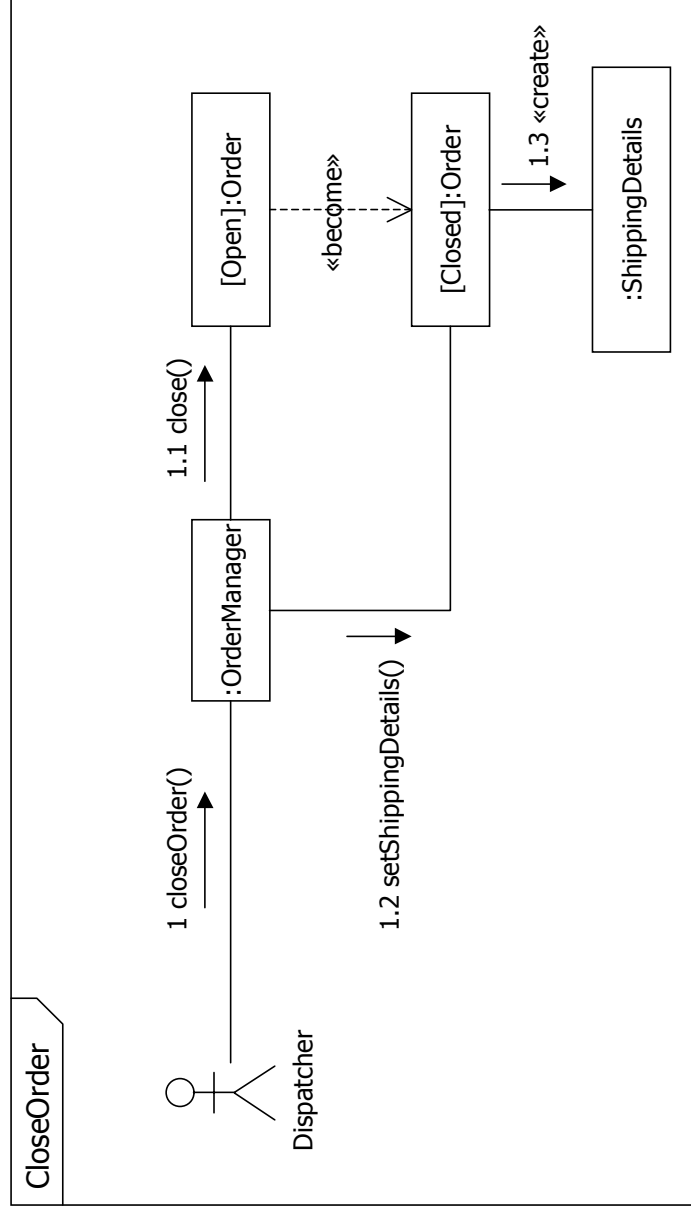 CloseOrder
Dispatcher
1 closeOrder()
:OrderManager
1.1 close()
[Open]:Order
«become»
1.2 setShippingDetails()
[Closed]:Order
1.3 «create»
:ShippingDetails